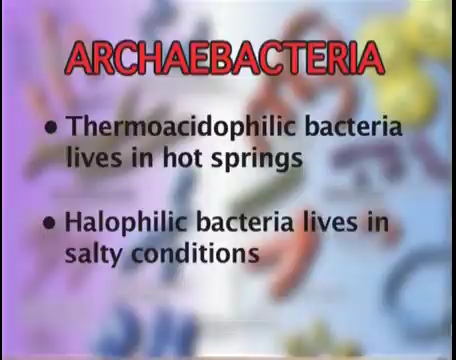 ARCHAEBACTERIA
• Thermoacidophilic bacteria
lives in hot springs
• Halophilic bacteria lives in
salty conditions